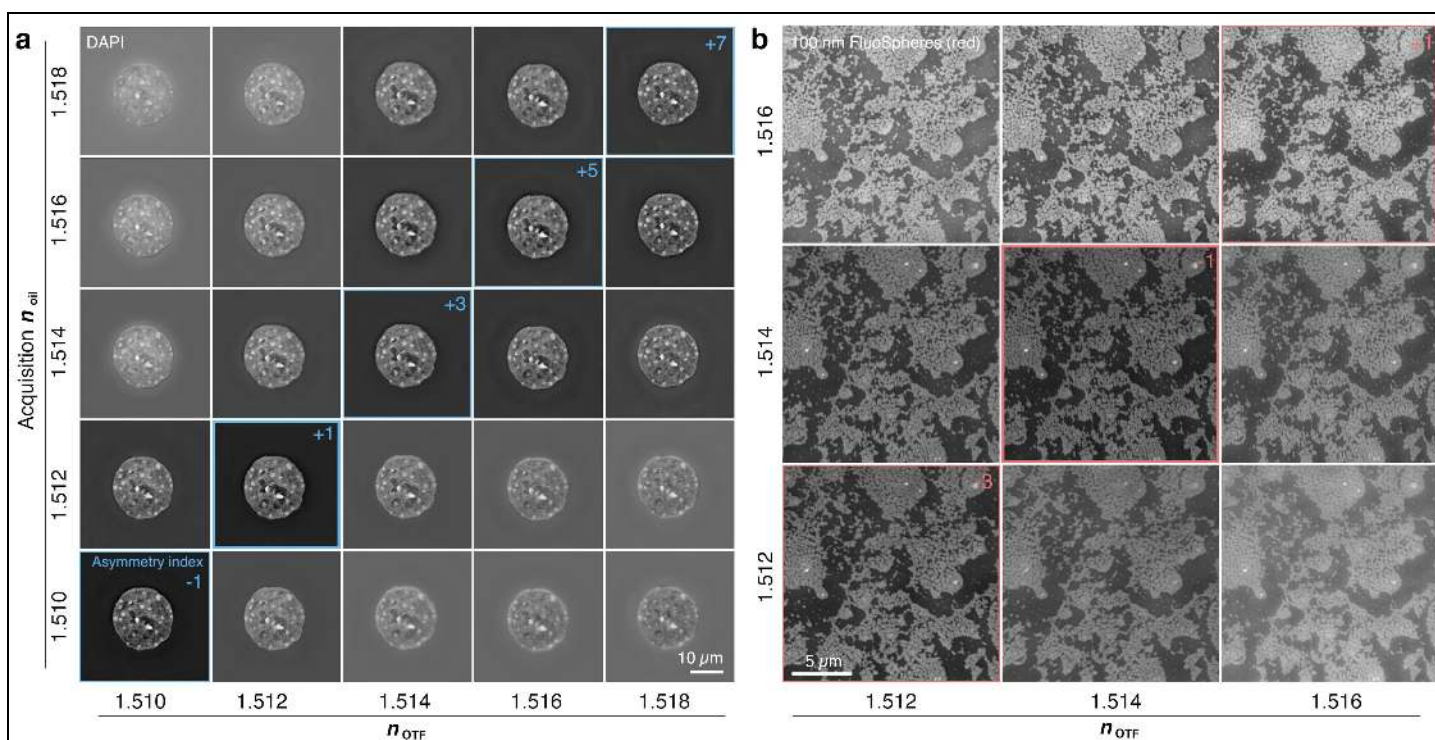 a
DAPI
+7
+5
+3
+1
Asymmetry index
-1
10 µm
Acquisition n oil
1.518
1.516
1.514
1.512
1.510
1.510 1.512 1.514 1.516 1.518
n OTF
b
100 nm FluoSpheres (red)
+1
-1
-3
5 µm
1.516
1.514
1.512
1.512 1.514 1.516
n OTF